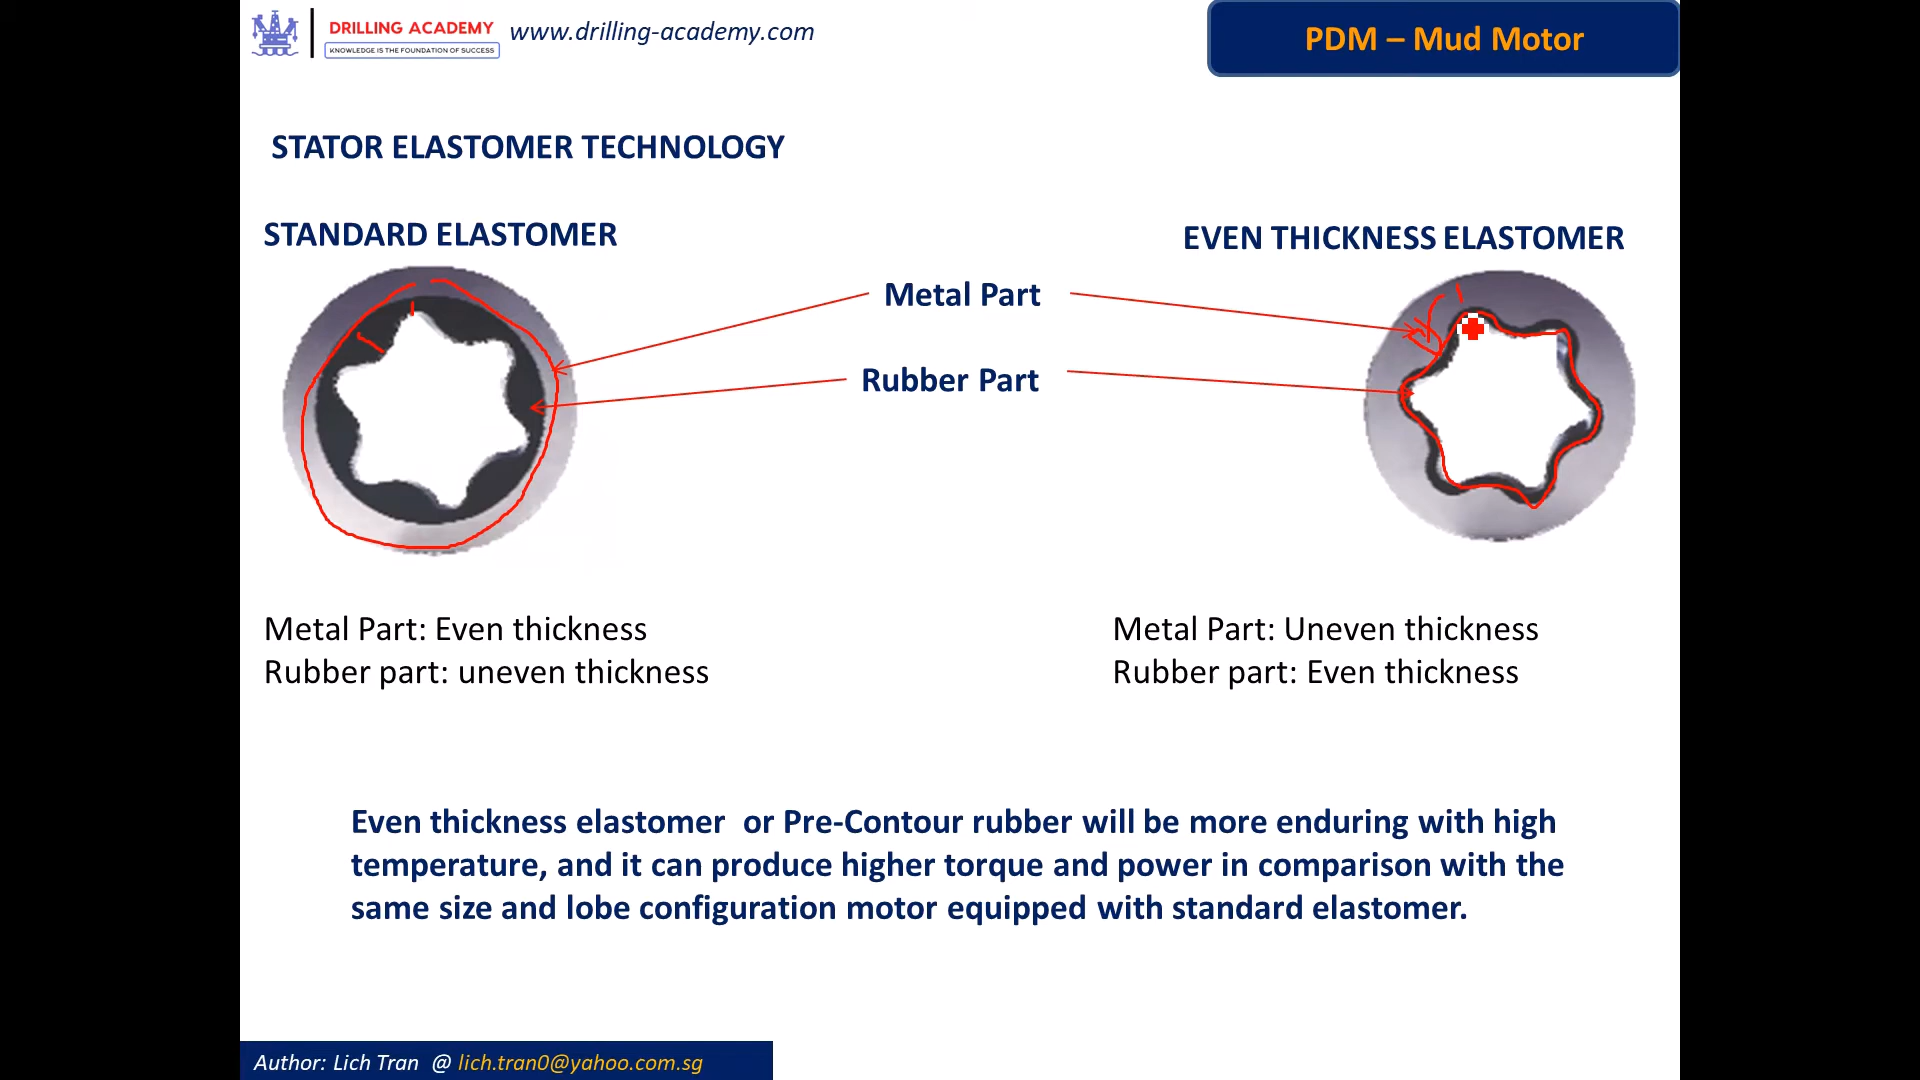 DRILLING ACADEMY
KNOWLEDGE IS THE FOUNDATION OF SUCCESS
www.drilling-academy.com
PDM – Mud Motor
STATOR ELASTOMER TECHNOLOGY
STANDARD ELASTOMER
EVEN THICKNESS ELASTOMER
Metal Part
Rubber Part
Metal Part: Even thickness
Rubber part: uneven thickness
Metal Part: Uneven thickness
Rubber part: Even thickness
Even thickness elastomer or Pre-Contour rubber will be more enduring with high
temperature, and it can produce higher torque and power in comparison with the
same size and lobe configuration motor equipped with standard elastomer.
Author: Lich Tran @ lich.tran0@yahoo.com.sg